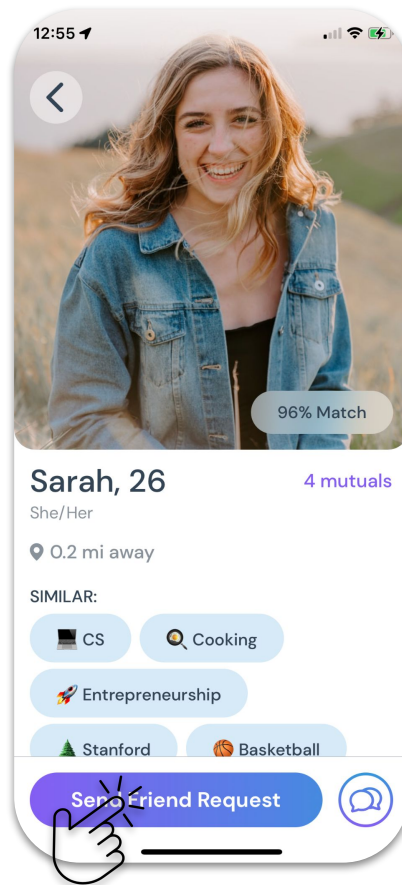 12:55
96% Match
Sarah, 26
4 mutuals
She/Her
0.2 mi away
SIMILAR:
CS
Cooking
Entrepreneurship
Stanford
Basketball
Send Friend Request